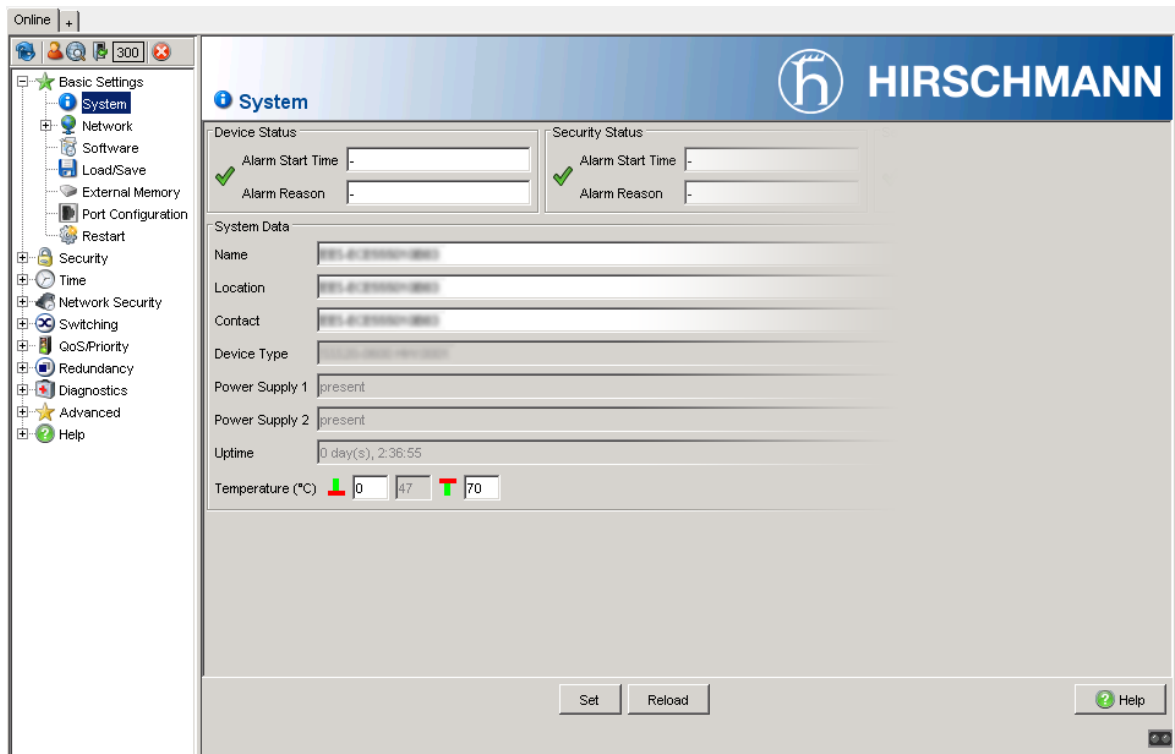 Online +
300
Basic Settings
System
Network
Software
Load/Save
External Memory
Port Configuration
Restart
Security
Time
Network Security
Switching
QoS/Priority
Redundancy
Diagnostics
Advanced
Help
System
HIRSCHMANN
Device Status
Alarm Start Time -
Alarm Reason -
Security Status
Alarm Start Time -
Alarm Reason -
System Data
Name
Location
Contact
Device Type
Power Supply 1 present
Power Supply 2 present
Uptime 0 day(s), 2:36:55
Temperature (°C) 0 47 70
Set Reload Help